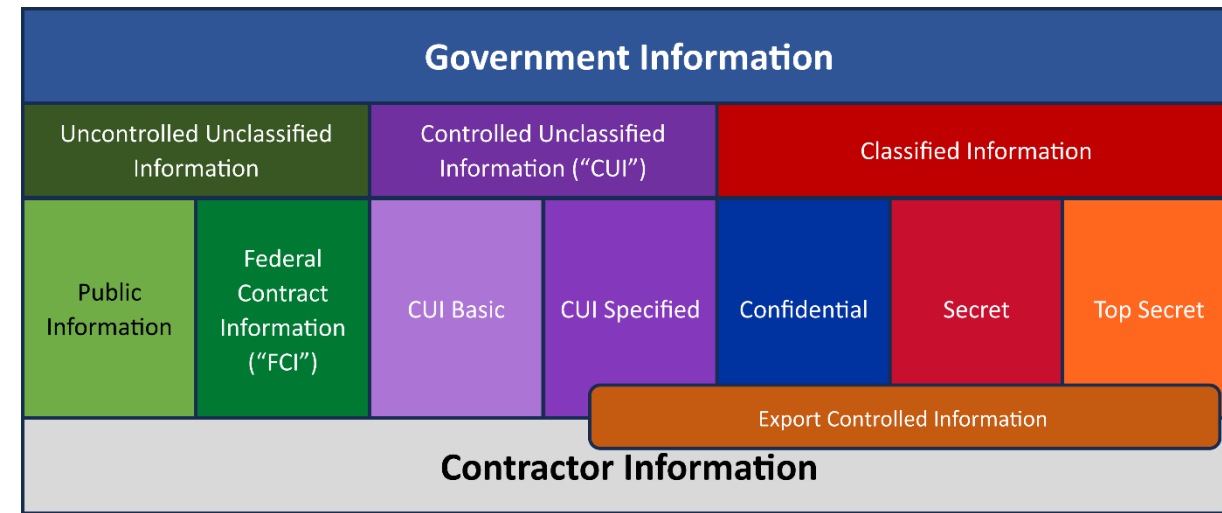 Government Information
Uncontrolled Unclassified
Information
Controlled Unclassified
Information (“CUI”)
Classified Information
Public
Information
Federal
Contract
Information
(“FCI”)
CUI Basic
CUI Specified
Confidential
Secret
Top Secret
Export Controlled Information
Contractor Information